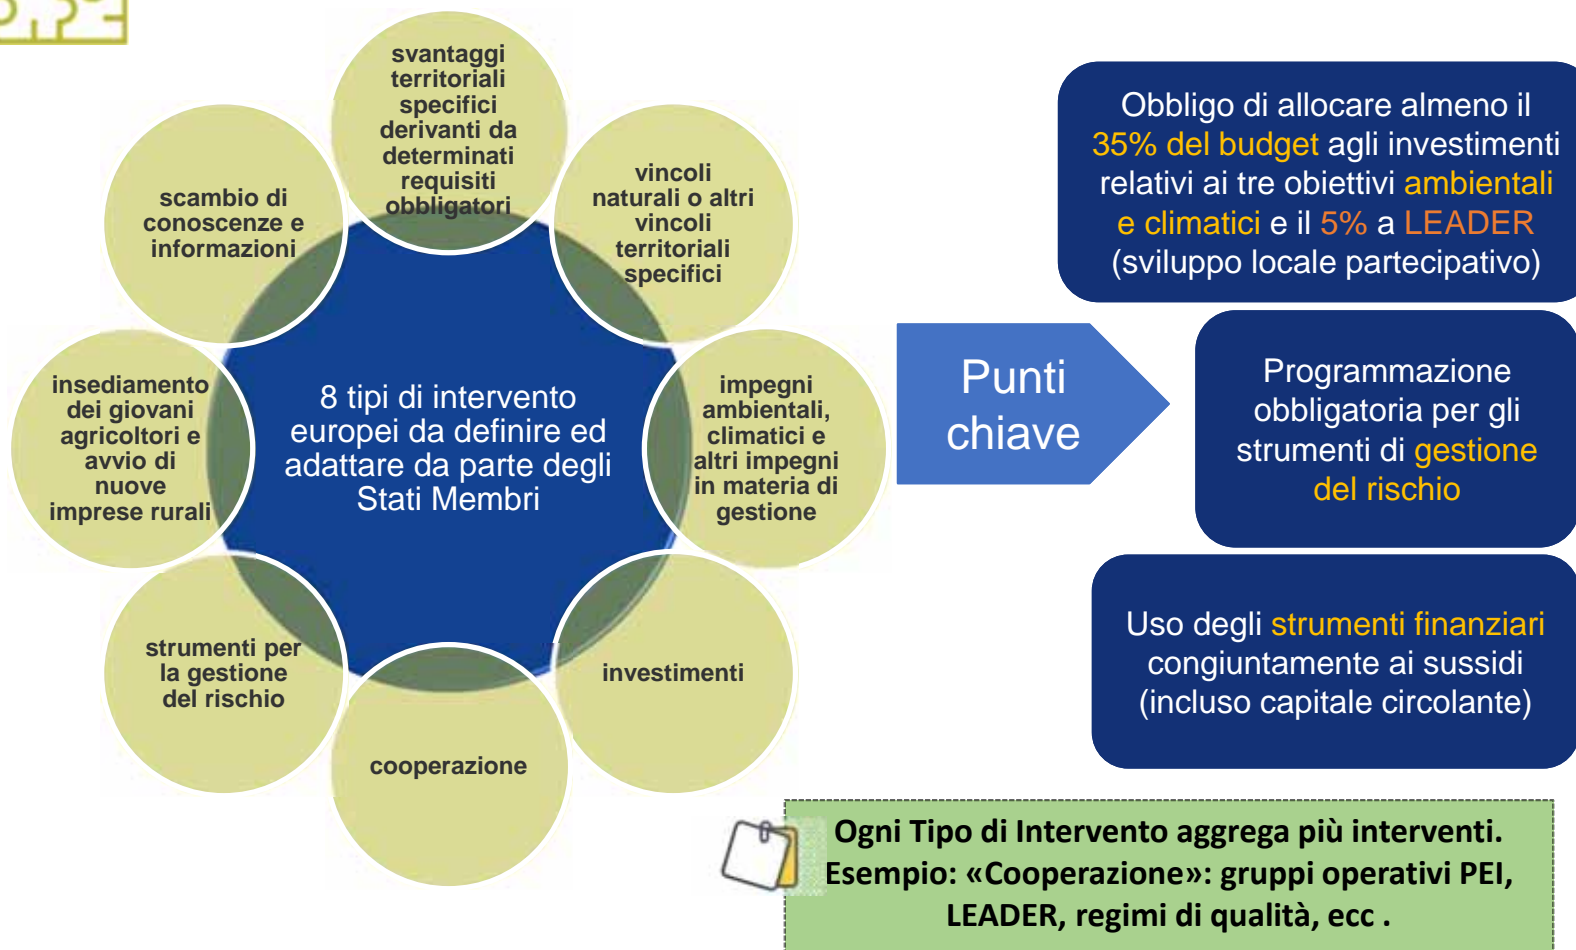 svantaggi
territoriali
specifici
derivanti da
determinati
requisiti
obbligatori
vincoli
naturali o altri
vincoli
territoriali
specifici
impegni
ambientali,
climatici e
altri impegni
in materia di
gestione
investimenti
cooperazione
strumenti per
la gestione
del rischio
insediamento
dei giovani
agricoltori e
avvio di
nuove
imprese rurali
scambio di
conoscenze e
informazioni
8 tipi di intervento
europei da definire ed
adattare da parte degli
Stati Membri
Punti
chiave
Obbligo di allocare almeno il
35% del budget agli investimenti
relativi ai tre obiettivi ambientali
e climatici e il 5% a LEADER
(sviluppo locale partecipativo)
Programmazione
obbligatoria per gli
strumenti di gestione
del rischio
Uso degli strumenti finanziari
congiuntamente ai sussidi
(incluso capitale circolante)
Ogni Tipo di Intervento aggrega più interventi.
Esempio: «Cooperazione»: gruppi operativi PEI,
LEADER, regimi di qualità, ecc .